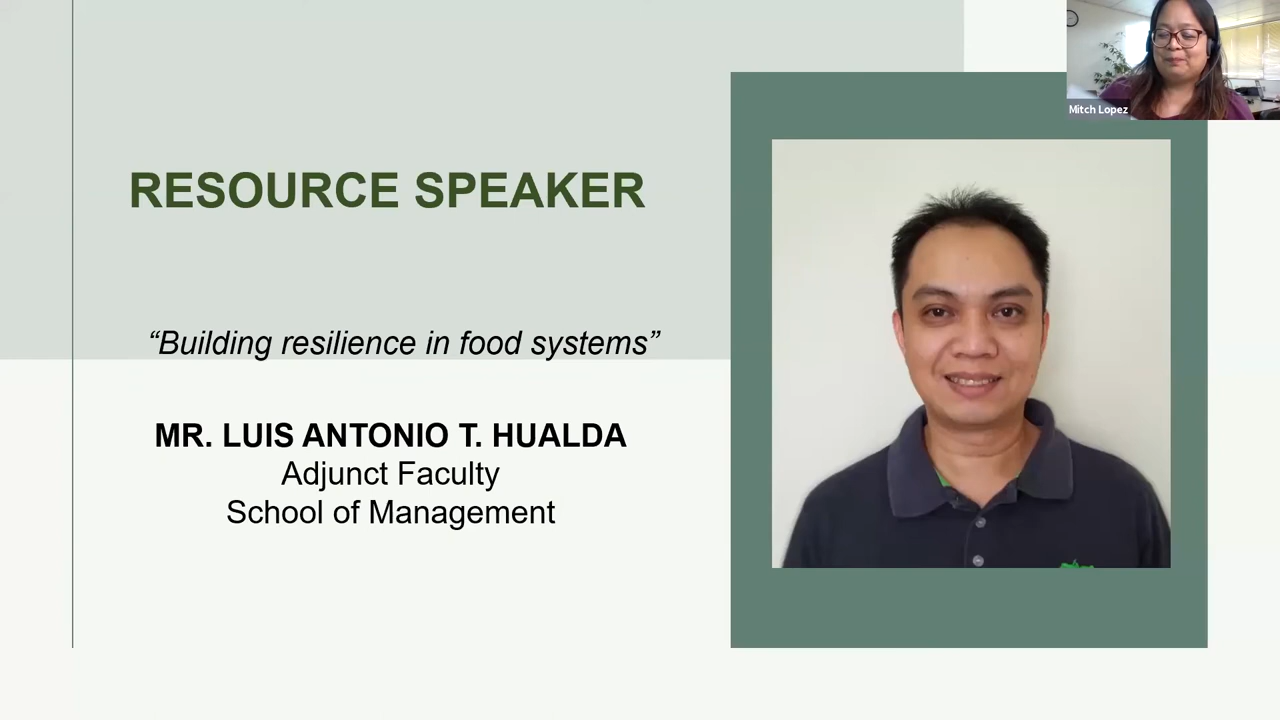 Mitch Lopez
RESOURCE SPEAKER
“Building resilience in food systems”
MR. LUIS ANTONIO T. HUALDA
Adjunct Faculty
School of Management